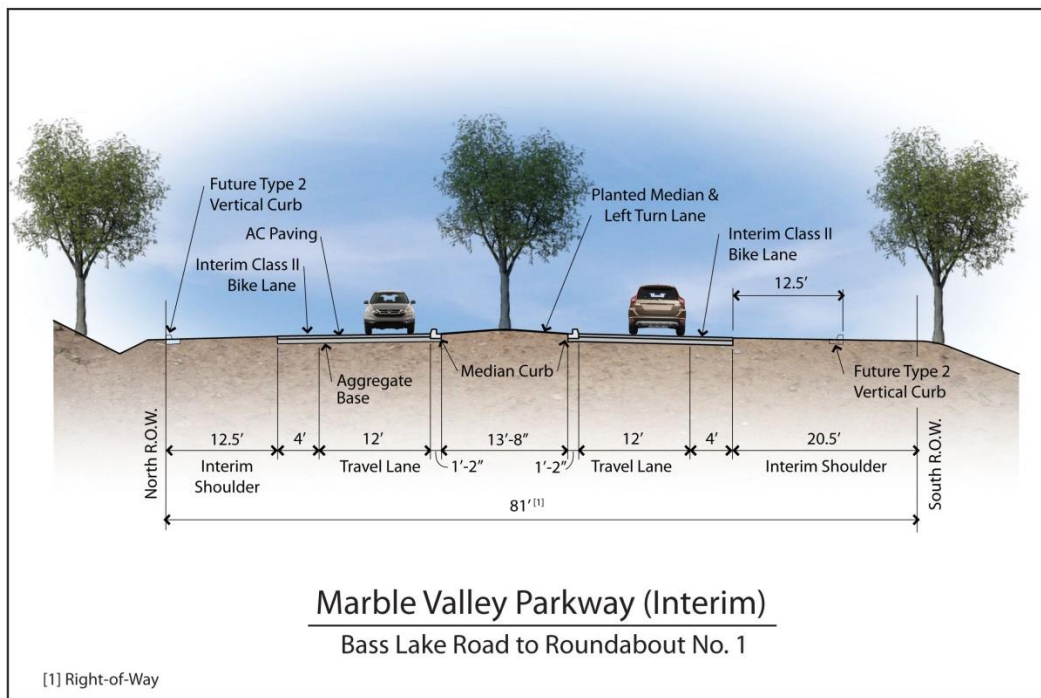 Future Type 2
Vertical Curb
AC Paving
Interim Class II
Bike Lane
Planted Median &
Left Turn Lane
Interim Class II
Bike Lane
12.5’
Aggregate
Base
Median Curb
Future Type 2
Vertical Curb
North R.O.W.
12.5’
4’
12’
13’-8”
12’
4’
20.5’
South R.O.W.
Interim
Shoulder
Travel Lane
1’-2”
1’-2”
Travel Lane
Interim Shoulder
81’ [1]
Marble Valley Parkway (Interim)
Bass Lake Road to Roundabout No. 1
[1] Right-of-Way